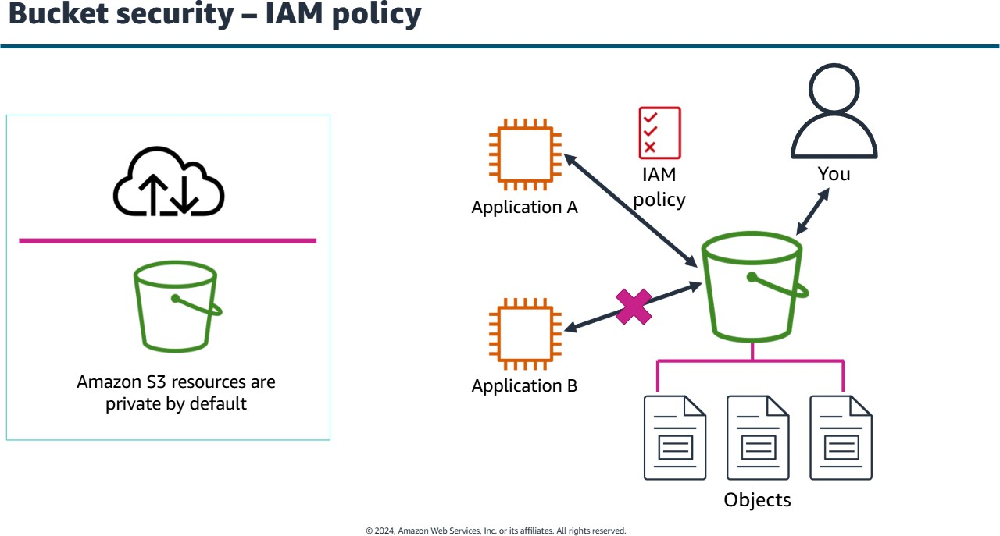 Bucket security – IAM policy
Amazon S3 resources are
private by default
Application A
IAM
policy
You
Application B
Objects
© 2024, Amazon Web Services, Inc. or its affiliates. All rights reserved.